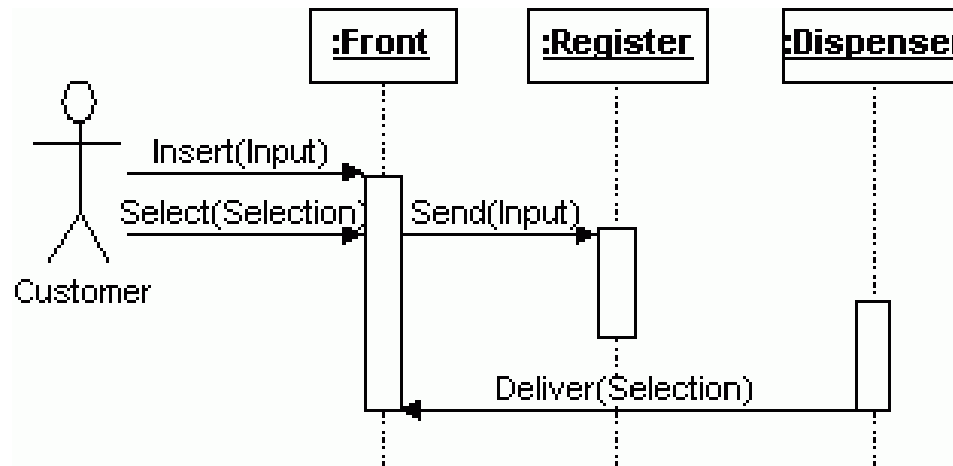 :Front
:Register
:Dispenser
Insert(Input)
Select(Selection)
Send(Input)
Customer
Deliver(Selection)